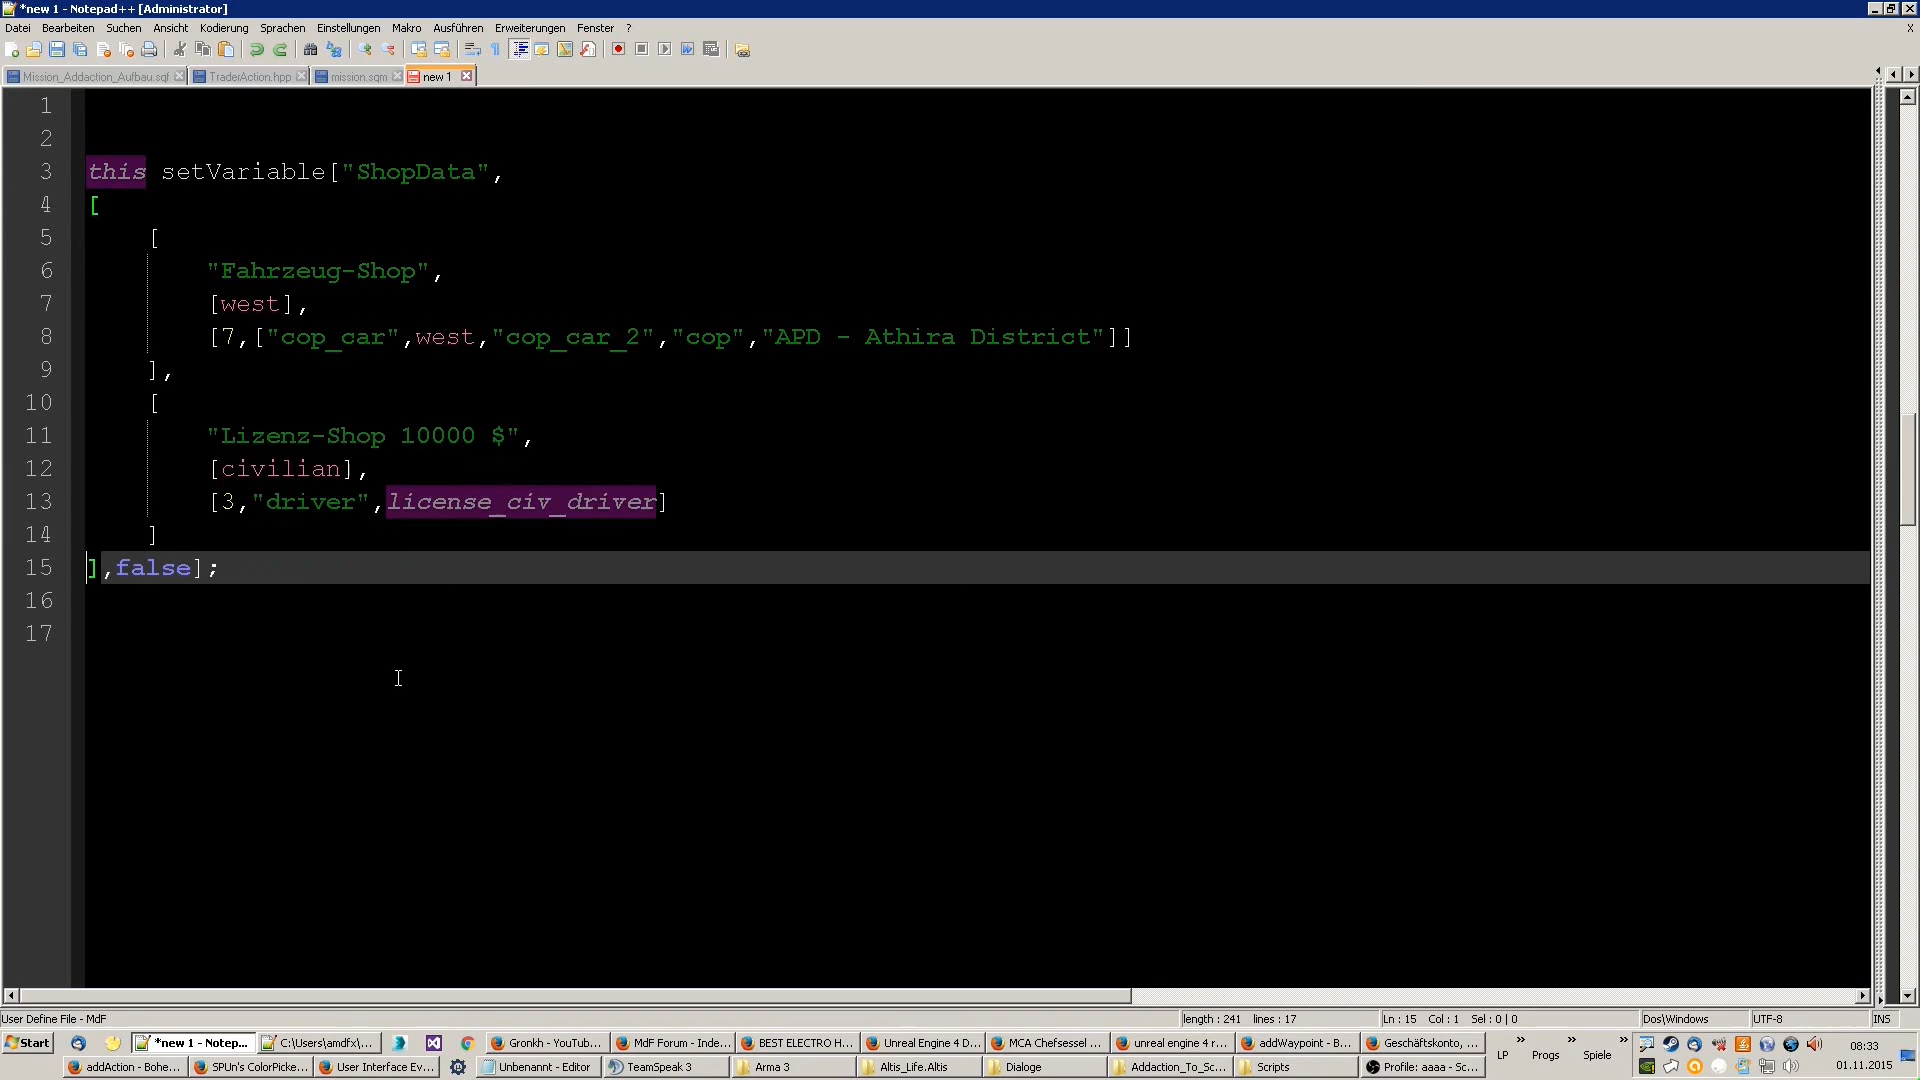 *new 1 - Notepad++ [Administrator]
Datei Bearbeiten Suchen Ansicht Kodierung Sprachen Einstellungen Makro Ausführen Erweiterungen Fenster ? X
Mission_Addaction_Aufbau.sqf TraderAction.hpp mission.sqm new 1
1
2
3 this setVariable["ShopData",
4 [
5 [
6 "Fahrzeug-Shop",
7 [west],
8 [7,["cop_car",west,"cop_car_2","cop","APD - Athira District"]]
9 ],
10 [
11 "Lizenz-Shop 10000 $",
12 [civilian],
13 [3,"driver",license_civ_driver]
14 ]
15 ],false];
16
17
User Define File - MdF length : 241 lines : 17 Ln : 15 Col : 1 Sel : 0 | 0 Dos\Windows UTF-8 INS
Start *new 1 - Notep... C:\Users\amdfx\... Gronkh - YouTub... MdF Forum - Inde... BEST ELECTRO H... Unreal Engine 4 D... MCA Chefsessel ... unreal engine 4 r... addWaypoint - B... Geschäftskonto, ... LP Progs Spiele 08:33
addAction - Bohe... SPUn's ColorPicke... User Interface Ev... Unbenannt - Editor TeamSpeak 3 Arma 3 Altis_Life.Altis Dialoge Addaction_To_Sc... Scripts Profile: aaaa - Sc... 01.11.2015